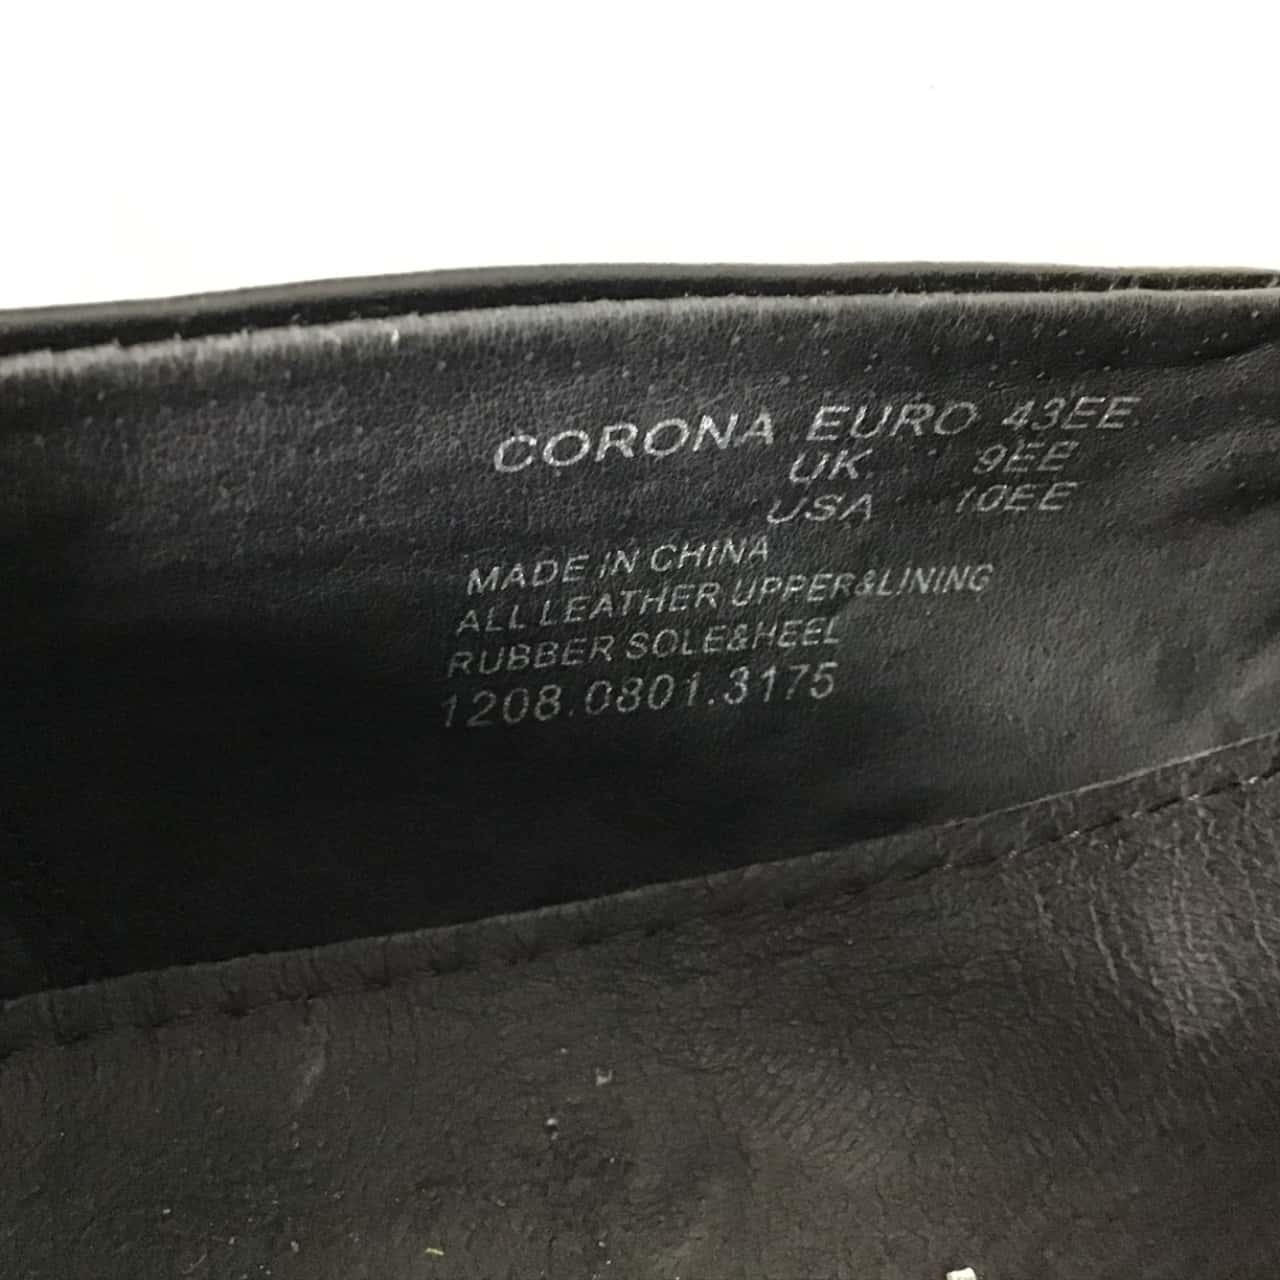 CORONA EURO 43EE
UK 9EE
USA 10EE
MADE IN CHINA
ALL LEATHER UPPER&LINING
RUBBER SOLE&HEEL
1208.0801.3175